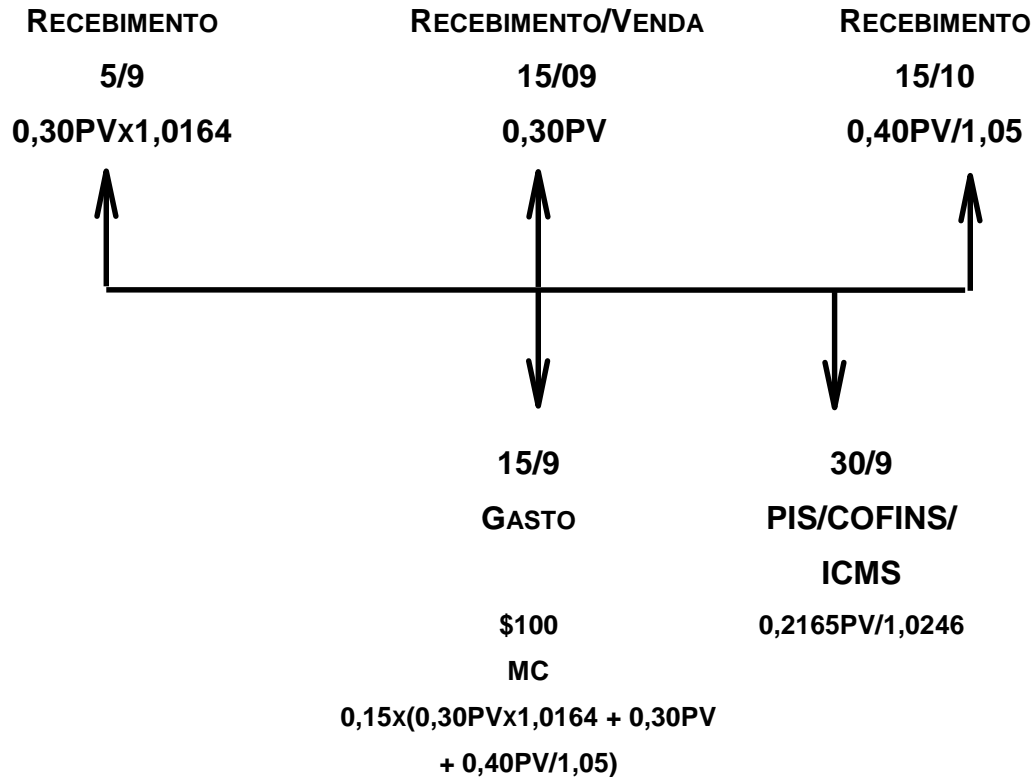 RECEBIMENTO RECEBIMENTO/VENDA RECEBIMENTO
5/9 15/09 15/10
0,30PVX1,0164 0,30PV 0,40PV/1,05
15/9 30/9
GASTO PIS/COFINS/
ICMS
$100 0,2165PV/1,0246
MC
0,15X(0,30PVX1,0164 + 0,30PV
+ 0,40PV/1,05)